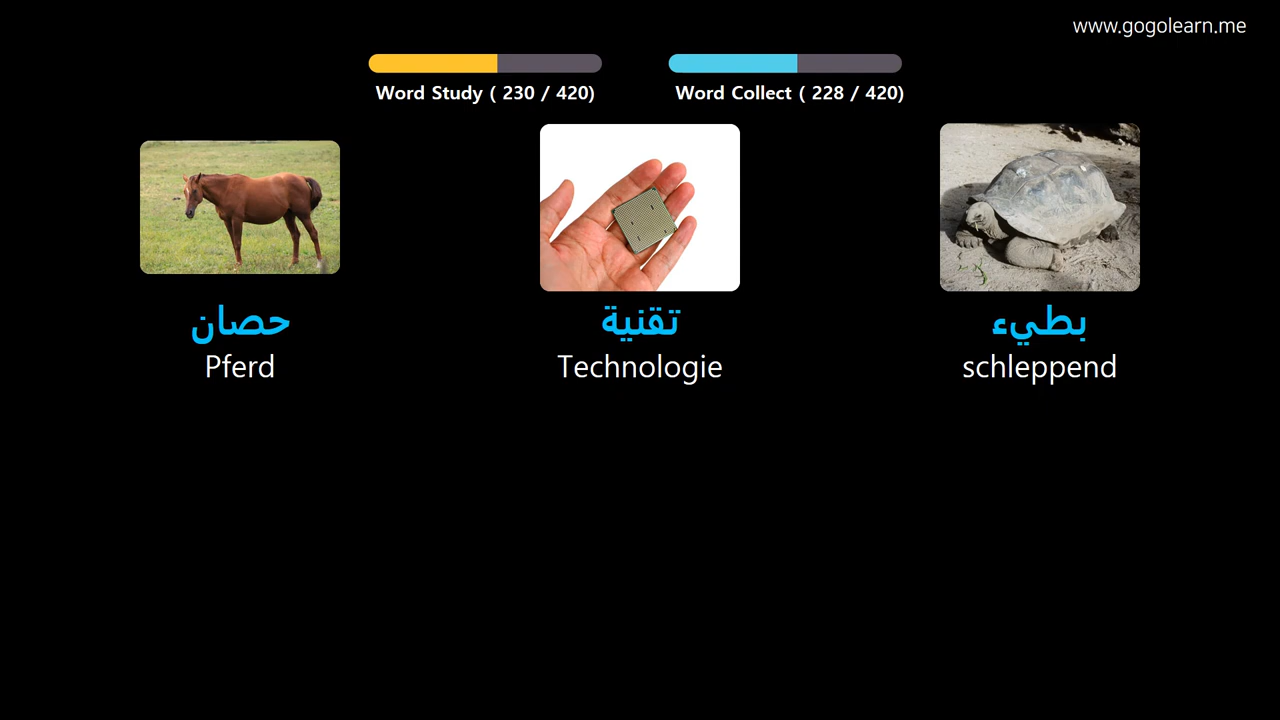 www.gogolearn.me
Word Study ( 230 / 420)
Word Collect ( 228 / 420)
حصان
Pferd
تقنية
Technologie
بطيء
schleppend